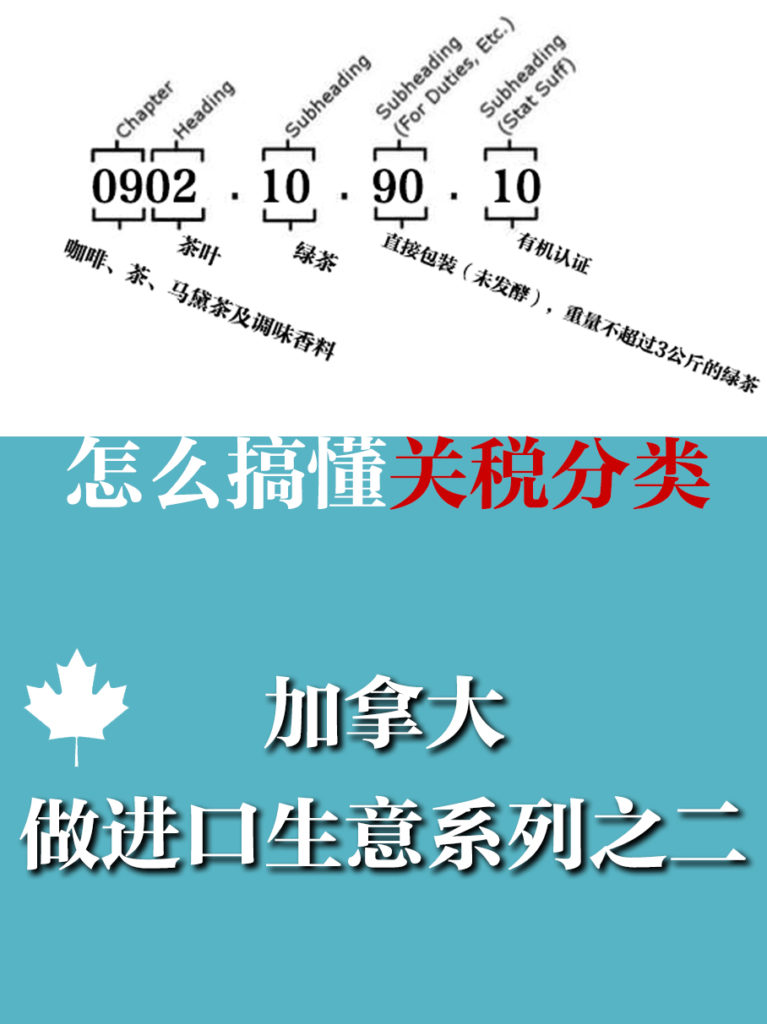 Chapter
Heading
Subheading
Subheading
(For Duties, Etc.)
Subheading
(Stat Suff)
0902 . 10 . 90 . 10
咖啡、茶、马黛茶及调味香料
茶叶
绿茶
直接包装（未发酵），重量不超过3公斤的绿茶
有机认证
怎么搞懂关税分类
加拿大
做进口生意系列之二